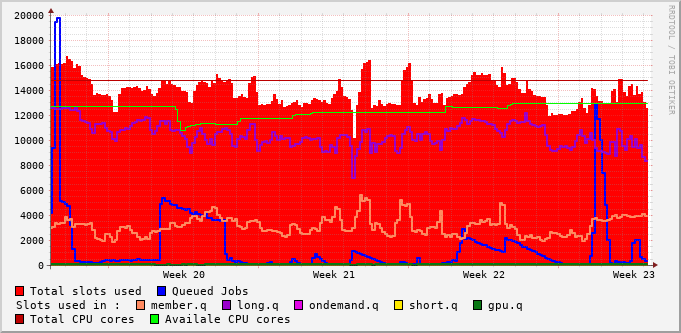 20000
18000
16000
14000
12000
10000
8000
6000
4000
2000
0
Week 20 Week 21 Week 22 Week 23
RRDTOOL / TOBI OETIKER
Total slots used Queued Jobs
Slots used in : member.q long.q ondemand.q short.q gpu.q
Total CPU cores Availale CPU cores